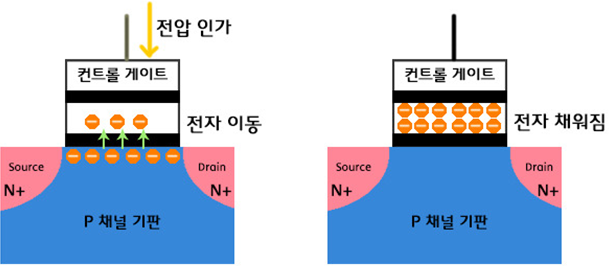 전압 인가
컨트롤 게이트
전자 이동
Source
N+
Drain
N+
P 채널 기판
컨트롤 게이트
전자 채워짐
Source
N+
Drain
N+
P 채널 기판